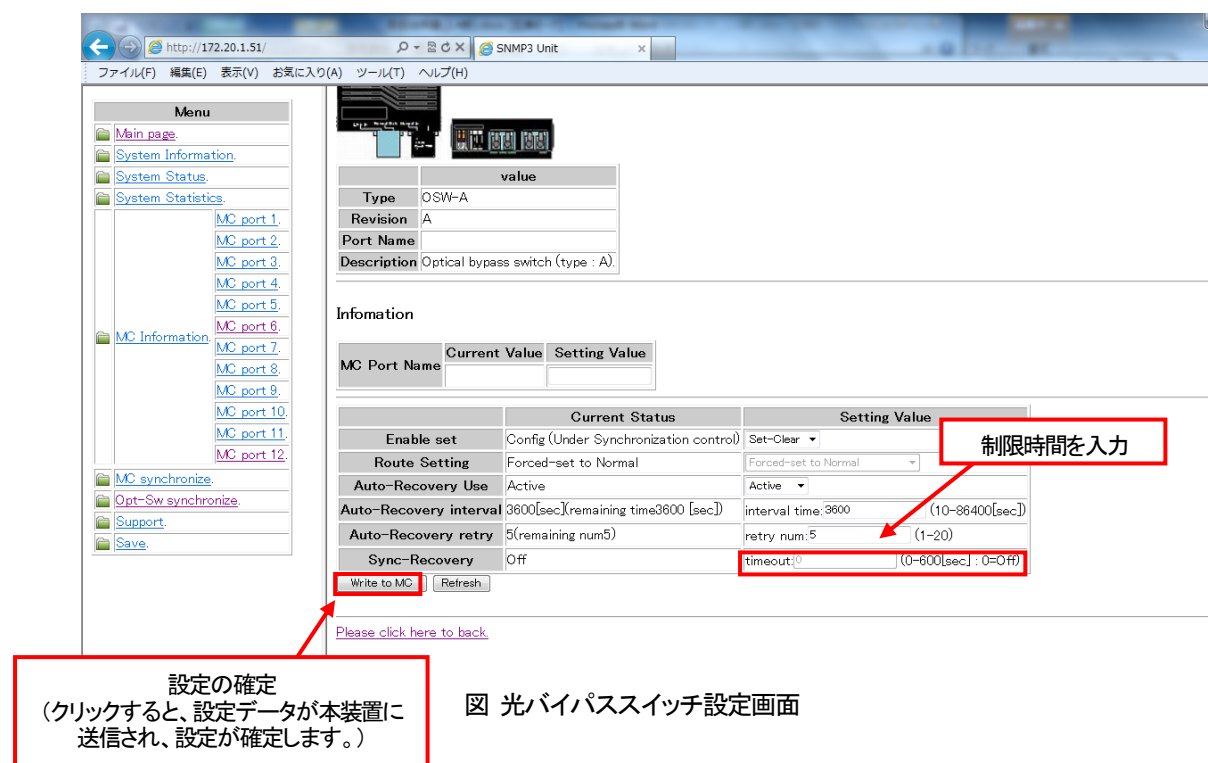 http://172.20.1.51/
SNMP3 Unit
ファイル(F) 編集(E) 表示(V) お気に入り(A) ツール(T) ヘルプ(H)
Menu
Main page.
System Information.
System Status.
System Statistics.
MC Information.
MC port 1.
MC port 2.
MC port 3.
MC port 4.
MC port 5.
MC port 6.
MC port 7.
MC port 8.
MC port 9.
MC port 10.
MC port 11.
MC port 12.
MC synchronize.
Opt-Sw synchronize.
Support.
Save.
value
Type OSW-A
Revision A
Port Name
Description Optical bypass switch (type : A).
Infomation
MC Port Name Current Value Setting Value
Current Status Setting Value
Enable set Config (Under Synchronization control) Set-Clear
Route Setting Forced-set to Normal Forced-set to Normal
Auto-Recovery Use Active Active
Auto-Recovery interval 3600[sec](remaining time3600 [sec]) interval time:3600 (10-86400[sec])
Auto-Recovery retry 5(remaining num5) retry num:5 (1-20)
Sync-Recovery Off timeout:0 (0-600[sec] : 0=Off)
Write to MC Refresh
Please click here to back.
制限時間を入力
設定の確定
(クリックすると、設定データが本装置に
送信され、設定が確定します。)
図 光バイパススイッチ設定画面